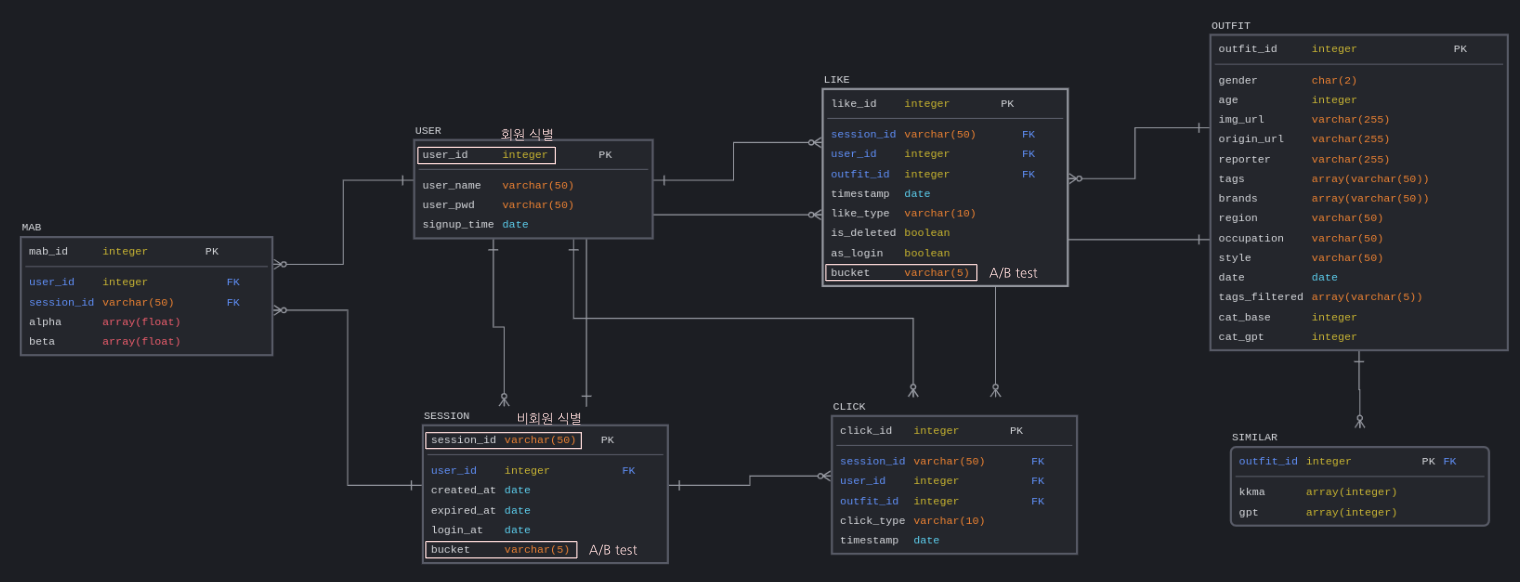 MAB
mab_id integer PK
user_id integer FK
session_id varchar(50) FK
alpha array(float)
beta array(float)
USER
회원 식별
user_id integer PK
user_name varchar(50)
user_pwd varchar(50)
signup_time date
SESSION
비회원 식별
session_id varchar(50) PK
user_id integer FK
created_at date
expired_at date
login_at date
bucket varchar(5) A/B test
LIKE
like_id integer PK
session_id varchar(50) FK
user_id integer FK
outfit_id integer FK
timestamp date
like_type varchar(10)
is_deleted boolean
as_login boolean
bucket varchar(5) A/B test
CLICK
click_id integer PK
session_id varchar(50) FK
user_id integer FK
outfit_id integer FK
click_type varchar(10)
timestamp date
OUTFIT
outfit_id integer PK
gender char(2)
age integer
img_url varchar(255)
origin_url varchar(255)
reporter varchar(255)
tags array(varchar(50))
brands array(varchar(50))
region varchar(50)
occupation varchar(50)
style varchar(50)
date date
tags_filtered array(varchar(5))
cat_base integer
cat_gpt integer
SIMILAR
outfit_id integer PK FK
kkma array(integer)
gpt array(integer)